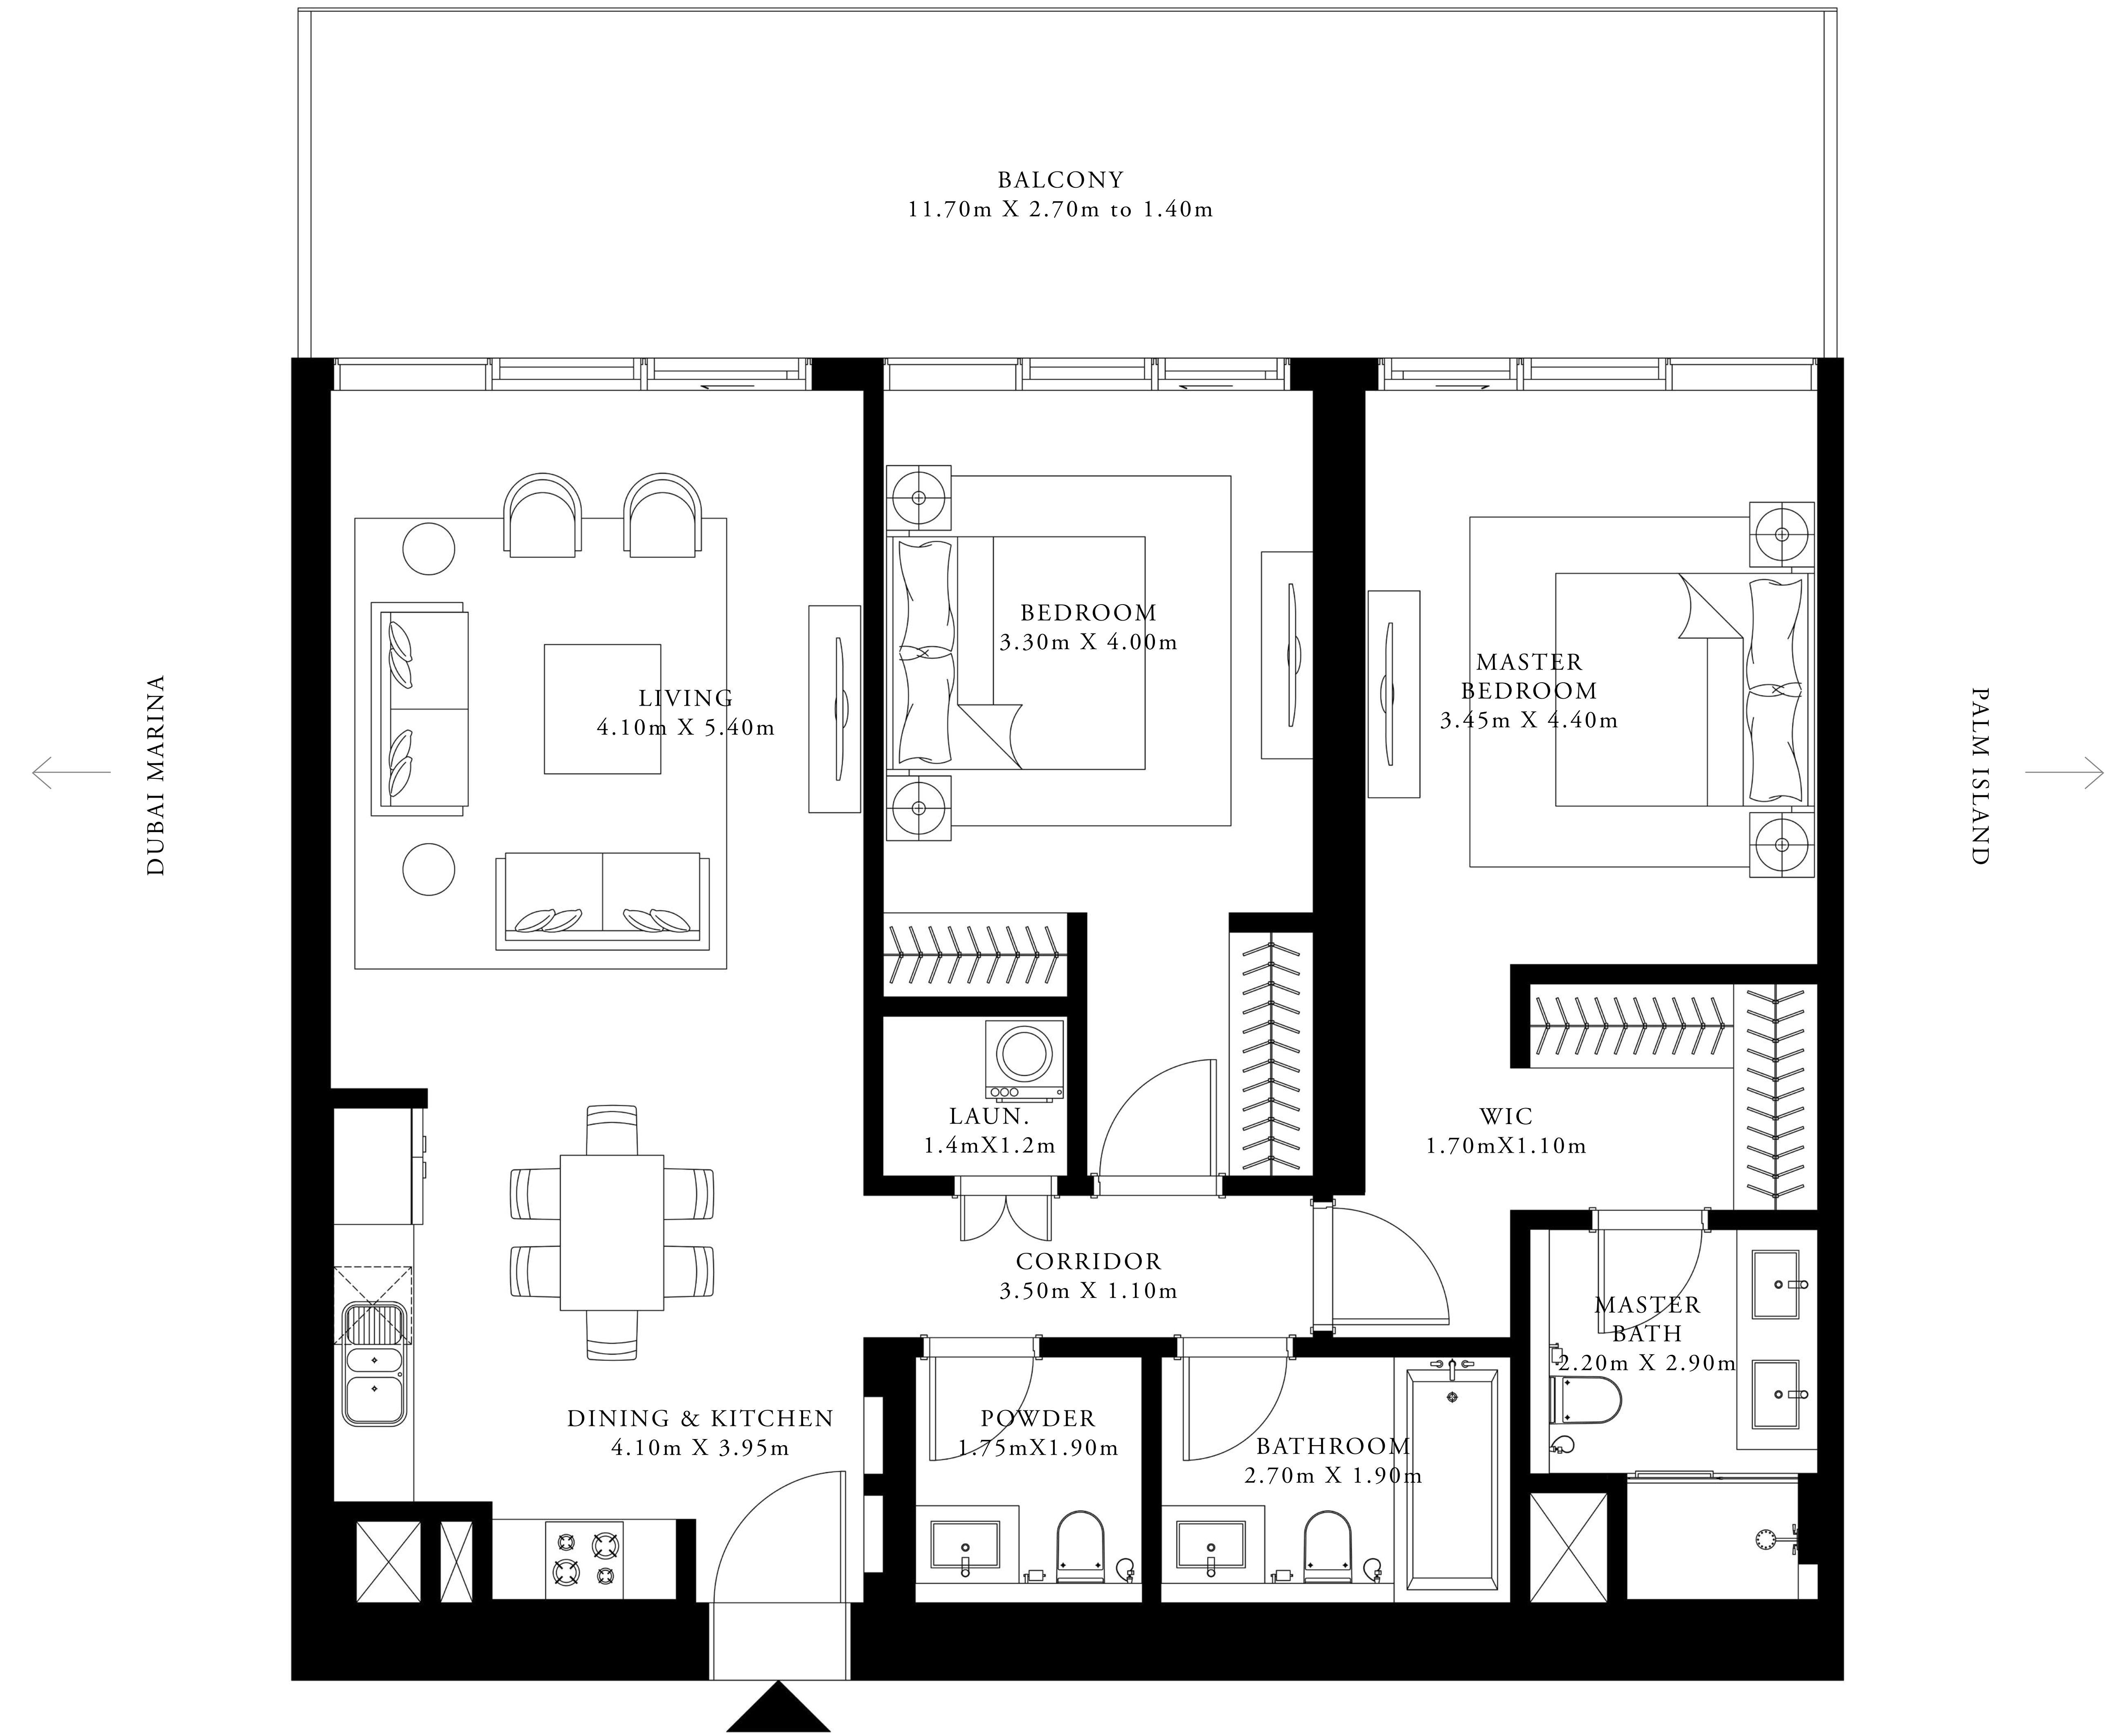 BALCONY
11.70m X 2.70m to 1.40m
BEDROOM
3.30m X 4.00m
MASTER
BEDROOM
3.45m X 4.40m
LIVING
4.10m X 5.40m
DUBAI MARINA
PALM ISLAND
LAUN.
1.4mX1.2m
WIC
1.70mX1.10m
CORRIDOR
3.50m X 1.10m
MASTER
BATH
2.20m X 2.90m
DINING & KITCHEN
4.10m X 3.95m
POWDER
1.75mX1.90m
BATHROOM
2.70m X 1.90m